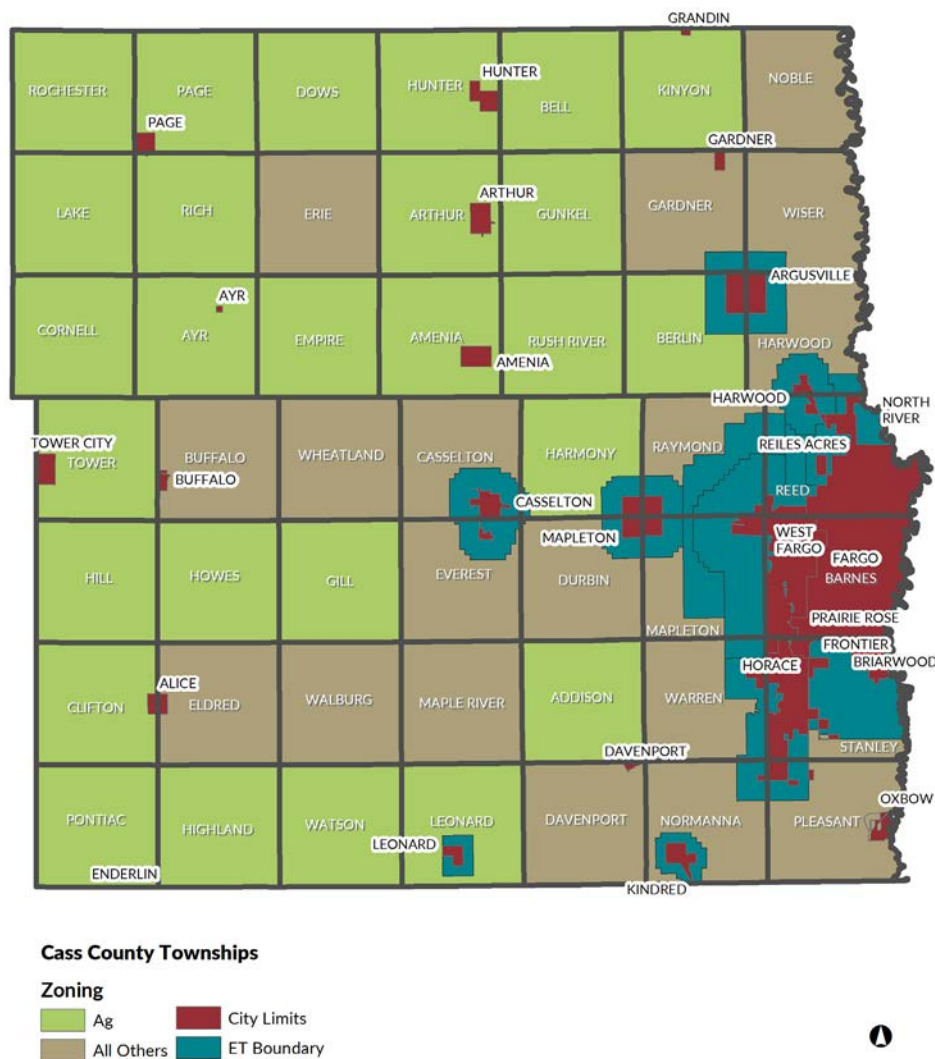 GRANDIN
HUNTER
ROCHESTER
PAGE
DOWS
HUNTER
BELL
KINYON
NOBLE
PAGE
GARDNER
LAKE
RICH
ERIE
ARTHUR
ARTHUR
GUNKEL
GARDNER
WISER
ARGUSVILLE
AYR
CORNELL
AYR
EMPIRE
AMENIA
AMENIA
RUSH RIVER
BERLIN
HARWOOD
HARWOOD
NORTH
RIVER
TOWER CITY
TOWER
BUFFALO
BUFFALO
WHEATLAND
CASSELTON
CASSELTON
HARMONY
RAYMOND
REILES ACRES
REED
MAPLETON
WEST
FARGO
FARGO
BARNES
HILL
HOWES
GILL
EVEREST
DURBIN
MAPLETON
PRAIRIE ROSE
FRONTIER
BRIARWOOD
HORACE
ALICE
CLIFTON
ELDRED
WALBURG
MAPLE RIVER
ADDISON
WARREN
STANLEY
DAVENPORT
PONTIAC
HIGHLAND
WATSON
LEONARD
LEONARD
DAVENPORT
NORMANNA
PLEASANT
OXBOW
ENDERLIN
KINDRED
Cass County Townships
Zoning
Ag
City Limits
All Others
ET Boundary